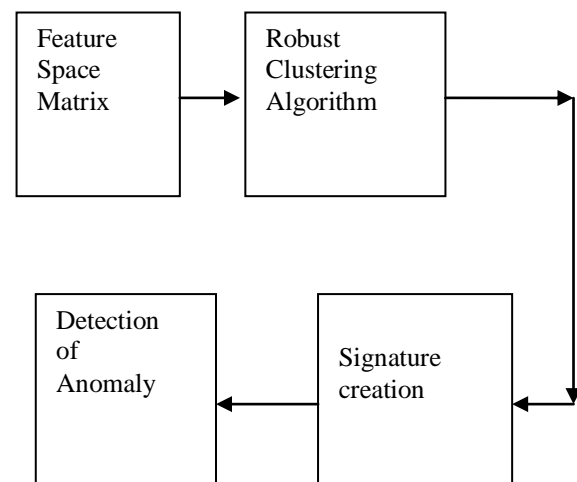 Feature
Space
Matrix
Robust
Clustering
Algorithm
Detection
of
Anomaly
Signature
creation